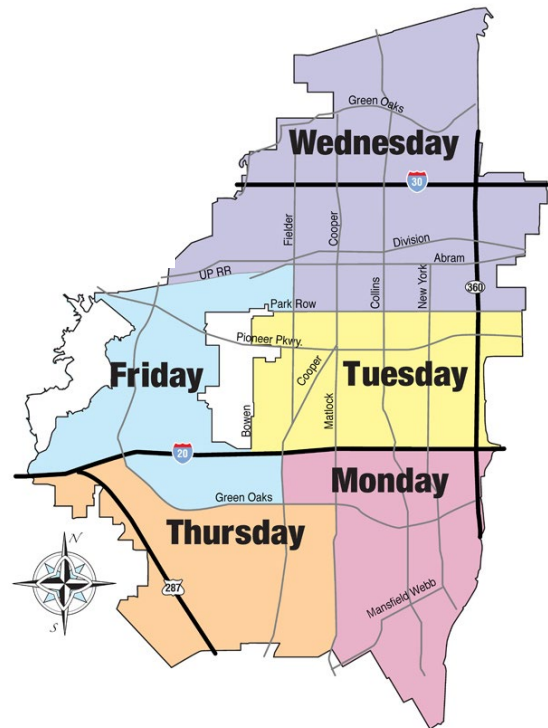 Green Oaks
Wednesday
30
Fielder
Cooper
Division
Abram
UP RR
Collins
New York
360
Park Row
Pioneer Pkwy.
Friday
Cooper
Tuesday
Bowen
Matlock
20
Monday
Green Oaks
Thursday
N
287
Mansfield Webb
S